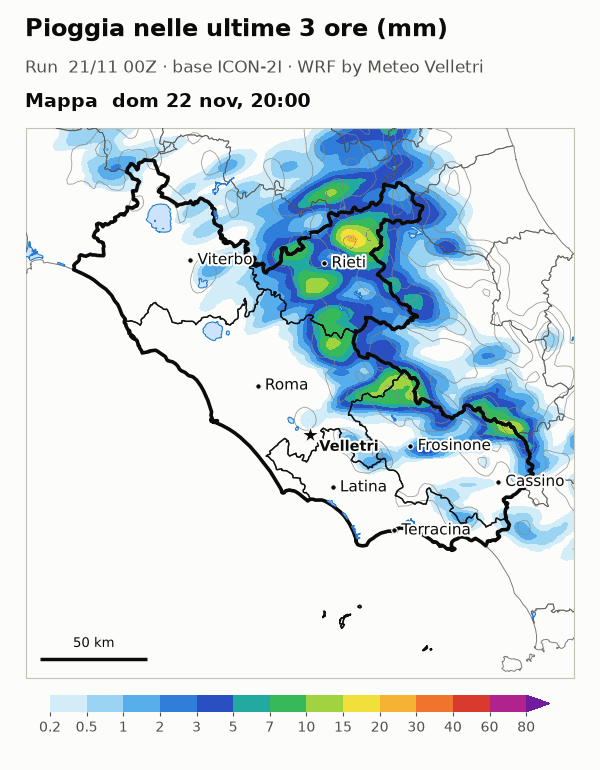 Pioggia nelle ultime 3 ore (mm)
Run  21/11 00Z · base ICON-2I · WRF by Meteo Velletri
Mappa  dom 22 nov, 20:00
Viterbo
Rieti
Roma
Velletri
Frosinone
Latina
Cassino
Terracina
50 km
0.2 0.5 1 2 3 5 7 10 15 20 30 40 60 80